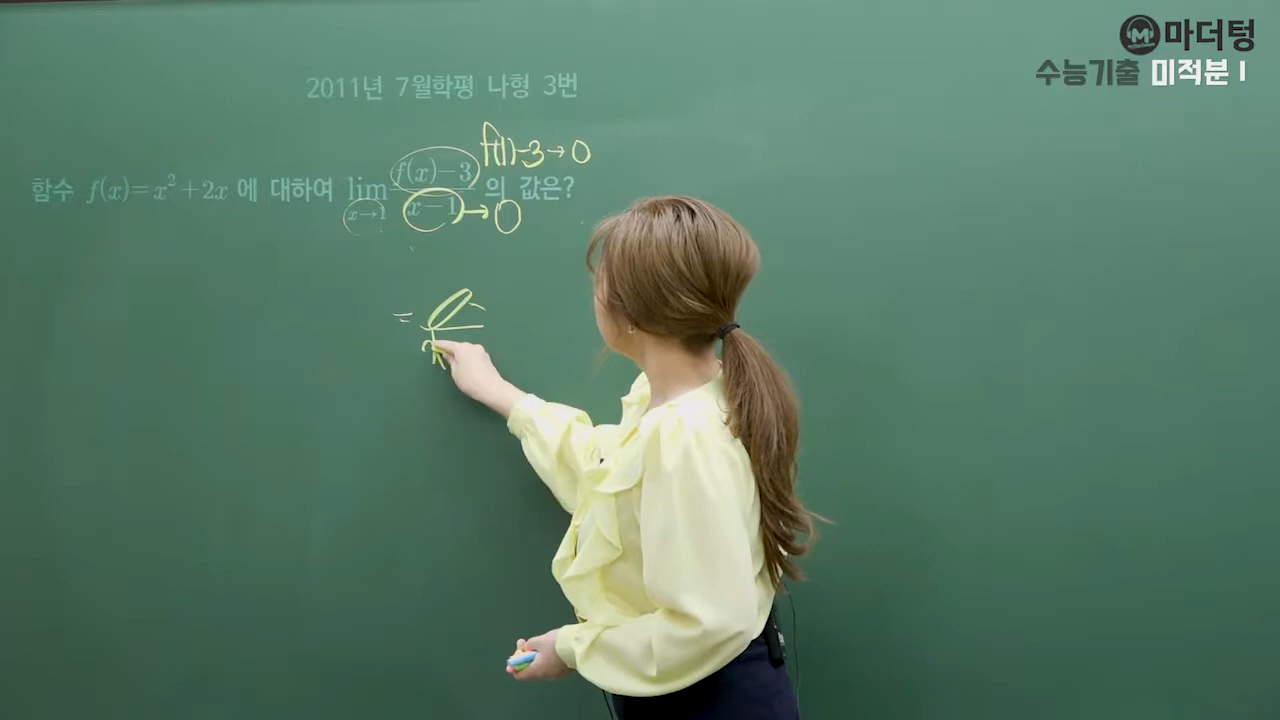 마더텅
수능기출 미적분 I
2011년 7월학평 나형 3번
f(1)-3→0
함수 f(x)=x²+2x 에 대하여 lim x→1 (f(x)-3)/(x-1) 의 값은?
→0
=